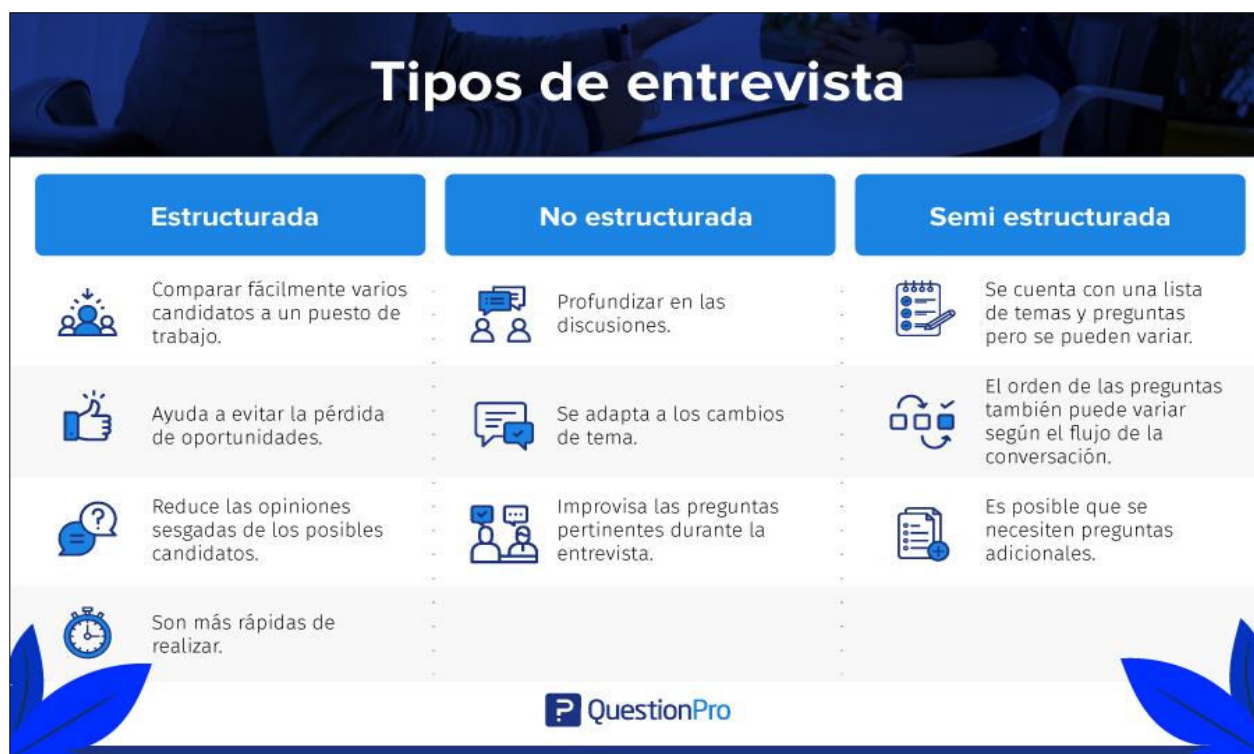 Tipos de entrevista
Estructurada
Comparar fácilmente varios
candidatos a un puesto de
trabajo.
Ayuda a evitar la pérdida
de oportunidades.
Reduce las opiniones
sesgadas de los posibles
candidatos.
Son más rápidas de
realizar.
No estructurada
Profundizar en las
discusiones.
Se adapta a los cambios
de tema.
Improvisa las preguntas
pertinentes durante la
entrevista.
Semi estructurada
Se cuenta con una lista
de temas y preguntas
pero se pueden variar.
El orden de las preguntas
también puede variar
según el flujo de la
conversación.
Es posible que se
necesiten preguntas
adicionales.
QuestionPro